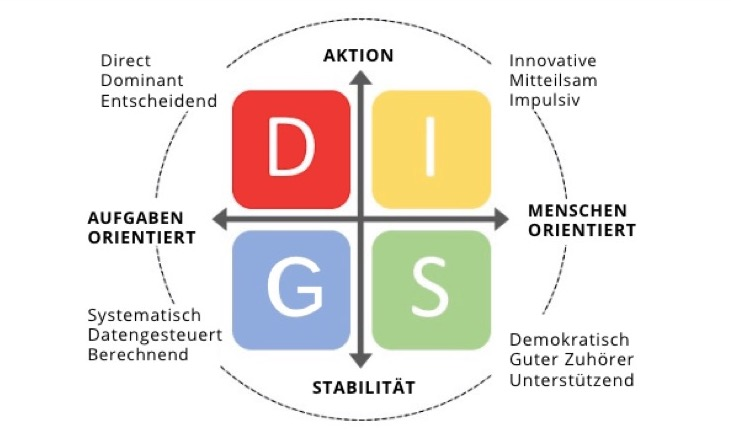 AKTION
Direct
Dominant
Entscheidend
Innovative
Mitteilsam
Impulsiv
D
I
AUFGABEN
ORIENTIERT
MENSCHEN
ORIENTIERT
G
S
Systematisch
Datengesteuert
Berechnend
Demokratisch
Guter Zuhörer
Unterstützend
STABILITÄT